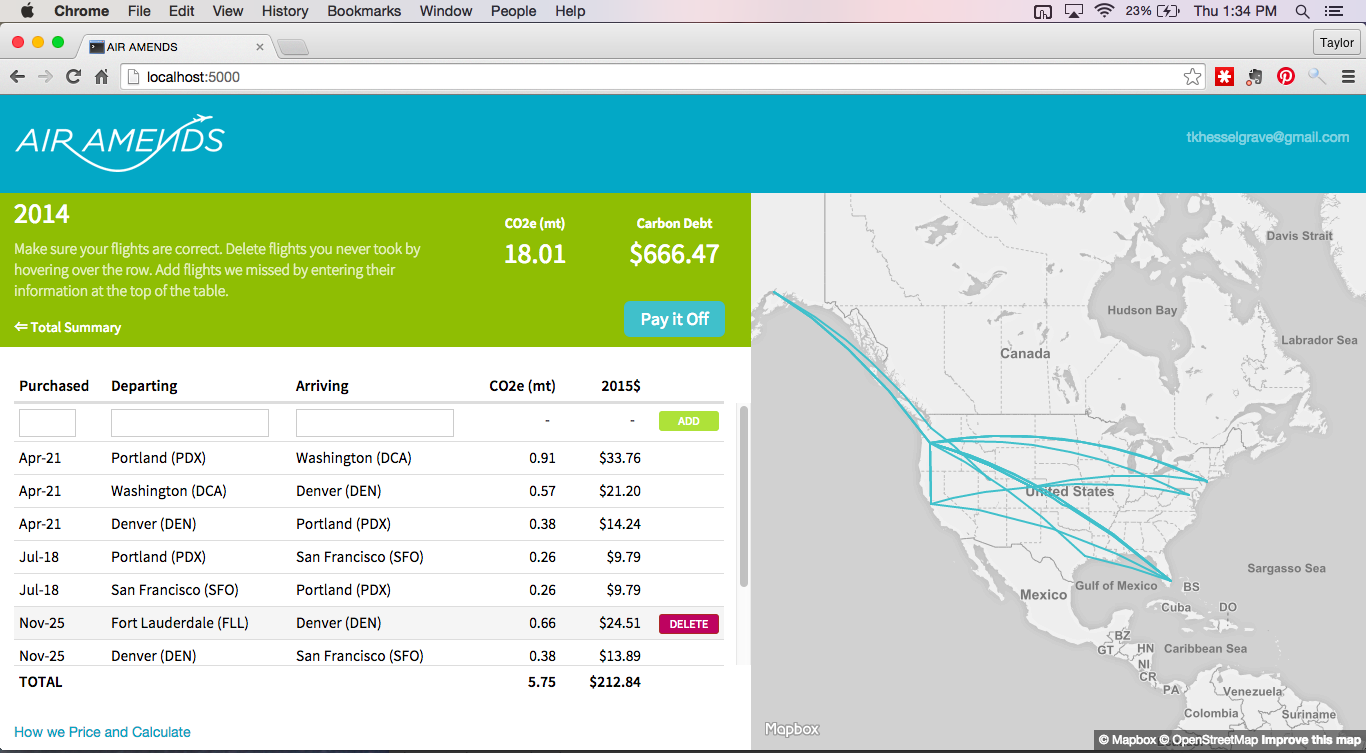 Chrome File Edit View History Bookmarks Window People Help 23% Thu 1:34 PM
AIR AMENDS
Taylor
localhost:5000
AIR AMENDS
tkhesselgrave@gmail.com
2014
Make sure your flights are correct. Delete flights you never took by
hovering over the row. Add flights we missed by entering their
information at the top of the table.
⇐ Total Summary
CO2e (mt) Carbon Debt
18.01 $666.47
Pay it Off
Purchased Departing Arriving CO2e (mt) 2015$
- - ADD
Apr-21 Portland (PDX) Washington (DCA) 0.91 $33.76
Apr-21 Washington (DCA) Denver (DEN) 0.57 $21.20
Apr-21 Denver (DEN) Portland (PDX) 0.38 $14.24
Jul-18 Portland (PDX) San Francisco (SFO) 0.26 $9.79
Jul-18 San Francisco (SFO) Portland (PDX) 0.26 $9.79
Nov-25 Fort Lauderdale (FLL) Denver (DEN) 0.66 $24.51 DELETE
Nov-25 Denver (DEN) San Francisco (SFO) 0.38 $13.89
TOTAL 5.75 $212.84
How we Price and Calculate
Davis Strait
Hudson Bay
Labrador Sea
Canada
United States
Sargasso Sea
Gulf of Mexico
BS
Mexico
Cuba
DO
BZ
GT
HN
Caribbean Sea
NI
CR
PA
Venezuela
Colombia
Suriname
Mapbox
© Mapbox © OpenStreetMap Improve this map